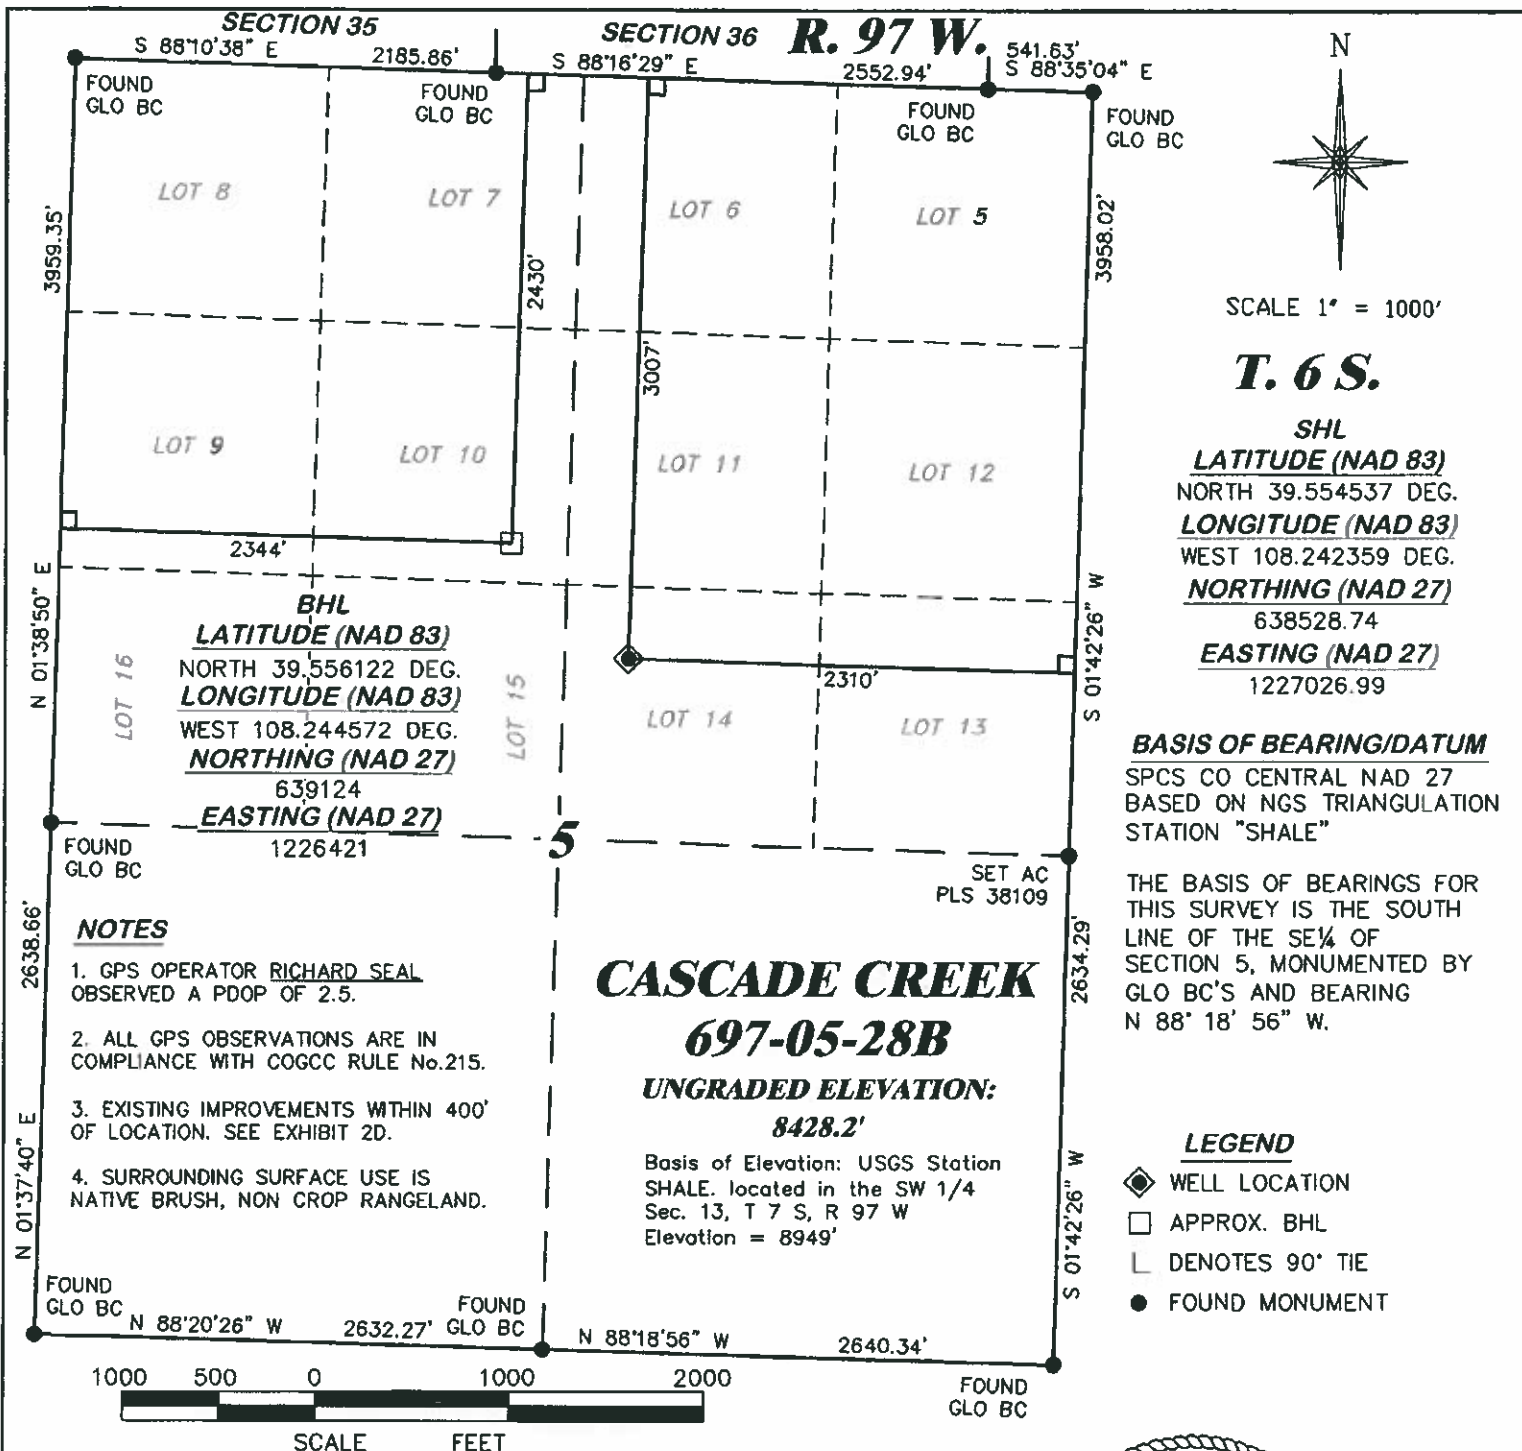 SECTION 35
SECTION 36
R. 97 W.
S 88°10'38" E
2185.86'
S 88°16'29" E
2552.94'
541.63'
S 88°35'04" E
N
FOUND
GLO BC
FOUND
GLO BC
FOUND
GLO BC
FOUND
GLO BC
LOT 8
LOT 7
LOT 6
LOT 5
3959.35'
2430'
3007'
3958.02'
SCALE 1" = 1000'
T. 6 S.
LOT 9
LOT 10
LOT 11
LOT 12
2344'
2310'
N 01°38'50" E
S 01°42'26" W
SHL
LATITUDE (NAD 83)
NORTH 39.554537 DEG.
LONGITUDE (NAD 83)
WEST 108.242359 DEG.
NORTHING (NAD 27)
638528.74
EASTING (NAD 27)
1227026.99
BHL
LATITUDE (NAD 83)
NORTH 39.556122 DEG.
LONGITUDE (NAD 83)
WEST 108.244572 DEG.
NORTHING (NAD 27)
639124
EASTING (NAD 27)
1226421
LOT 16
LOT 15
LOT 14
LOT 13
5
FOUND
GLO BC
SET AC
PLS 38109
BASIS OF BEARING/DATUM
SPCS CO CENTRAL NAD 27
BASED ON NGS TRIANGULATION
STATION "SHALE"
THE BASIS OF BEARINGS FOR
THIS SURVEY IS THE SOUTH
LINE OF THE SE¼ OF
SECTION 5, MONUMENTED BY
GLO BC'S AND BEARING
N 88° 18' 56" W.
2638.66'
2634.29'
NOTES
1. GPS OPERATOR RICHARD SEAL
OBSERVED A PDOP OF 2.5.
2. ALL GPS OBSERVATIONS ARE IN
COMPLIANCE WITH COGCC RULE No.215.
3. EXISTING IMPROVEMENTS WITHIN 400'
OF LOCATION. SEE EXHIBIT 2D.
4. SURROUNDING SURFACE USE IS
NATIVE BRUSH, NON CROP RANGELAND.
CASCADE CREEK
697-05-28B
UNGRADED ELEVATION:
8428.2'
Basis of Elevation: USGS Station
SHALE. located in the SW 1/4
Sec. 13, T 7 S, R 97 W
Elevation = 8949'
N 01°37'40" E
S 01°42'26" W
LEGEND
WELL LOCATION
APPROX. BHL
DENOTES 90° TIE
FOUND MONUMENT
FOUND
GLO BC
N 88°20'26" W
2632.27'
FOUND
GLO BC
N 88°18'56" W
2640.34'
FOUND
GLO BC
1000 500 0 1000 2000
SCALE FEET